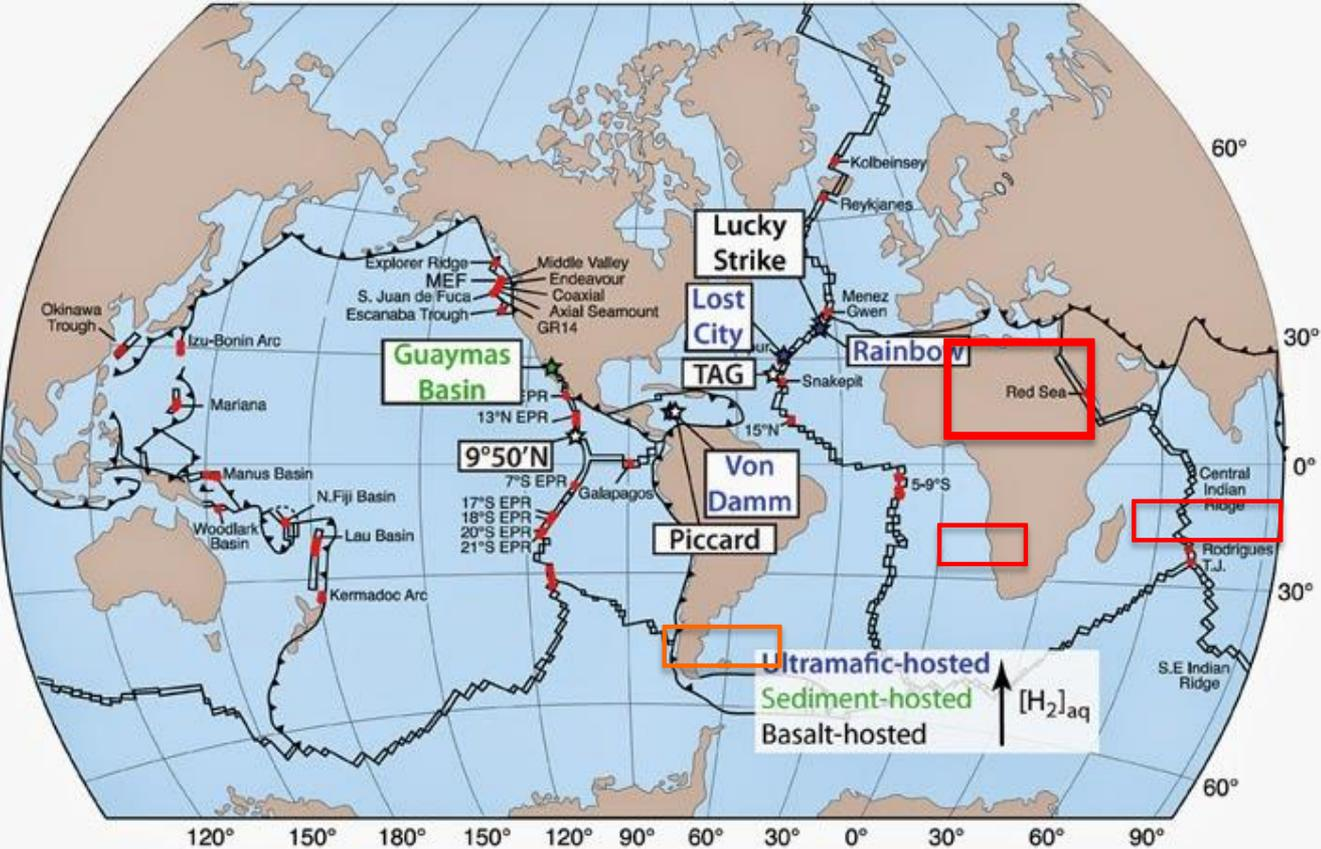 60°
Kolbeinsey
Reykjanes
Lucky
Strike
Explorer Ridge
MEF
S. Juan de Fuca
Escanaba Trough
Middle Valley
Endeavour
Coaxial
Axial Seamount
GR14
Lost
City
Menez
Gwen
Okinawa
Trough
Izu-Bonin Arc
30°
Guaymas
Basin
Rainbow
TAG
Snakepit
Red Sea
Mariana
EPR
13°N EPR
15°N
9°50'N
0°
Manus Basin
7°S EPR
Galapagos
Von
Damm
5-9°S
Central
Indian
Ridge
N.Fiji Basin
17°S EPR
18°S EPR
20°S EPR
21°S EPR
Woodlark
Basin
Lau Basin
Piccard
Rodrigues
T.J.
Kermadoc Arc
30°
Ultramafic-hosted
Sediment-hosted
Basalt-hosted
[H₂]aq
S.E Indian
Ridge
60°
120° 150° 180° 150° 120° 90° 60° 30° 0° 30° 60° 90°